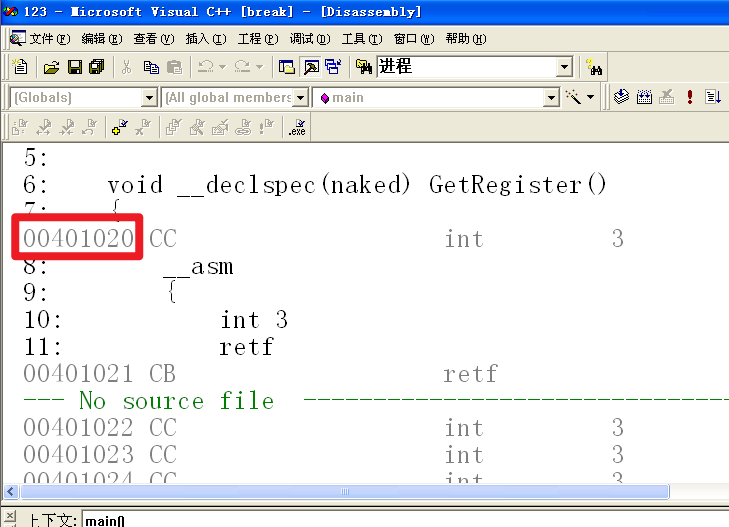 123 - Microsoft Visual C++ [break] - [Disassembly]
文件(F) 编辑(E) 查看(V) 插入(I) 工程(P) 调试(D) 工具(T) 窗口(W) 帮助(H)
进程
(Globals) (All global members main
.exe
5:
6: void __declspec(naked) GetRegister()
7: {
00401020 CC int 3
8: __asm
9: {
10: int 3
11: retf
00401021 CB retf
--- No source file --------------------------------
00401022 CC int 3
00401023 CC int 3
00401024 CC int 3
上下文: main()